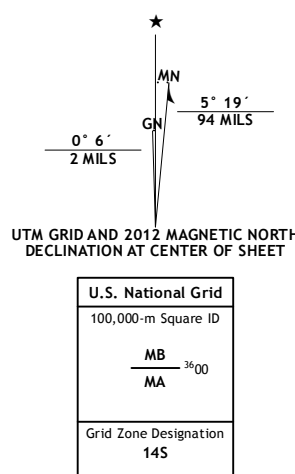 MN
GN
5° 19´
94 MILS
0° 6´
2 MILS
UTM GRID AND 2012 MAGNETIC NORTH
DECLINATION AT CENTER OF SHEET
U.S. National Grid
100,000-m Square ID
MB
3600
MA
Grid Zone Designation
14S